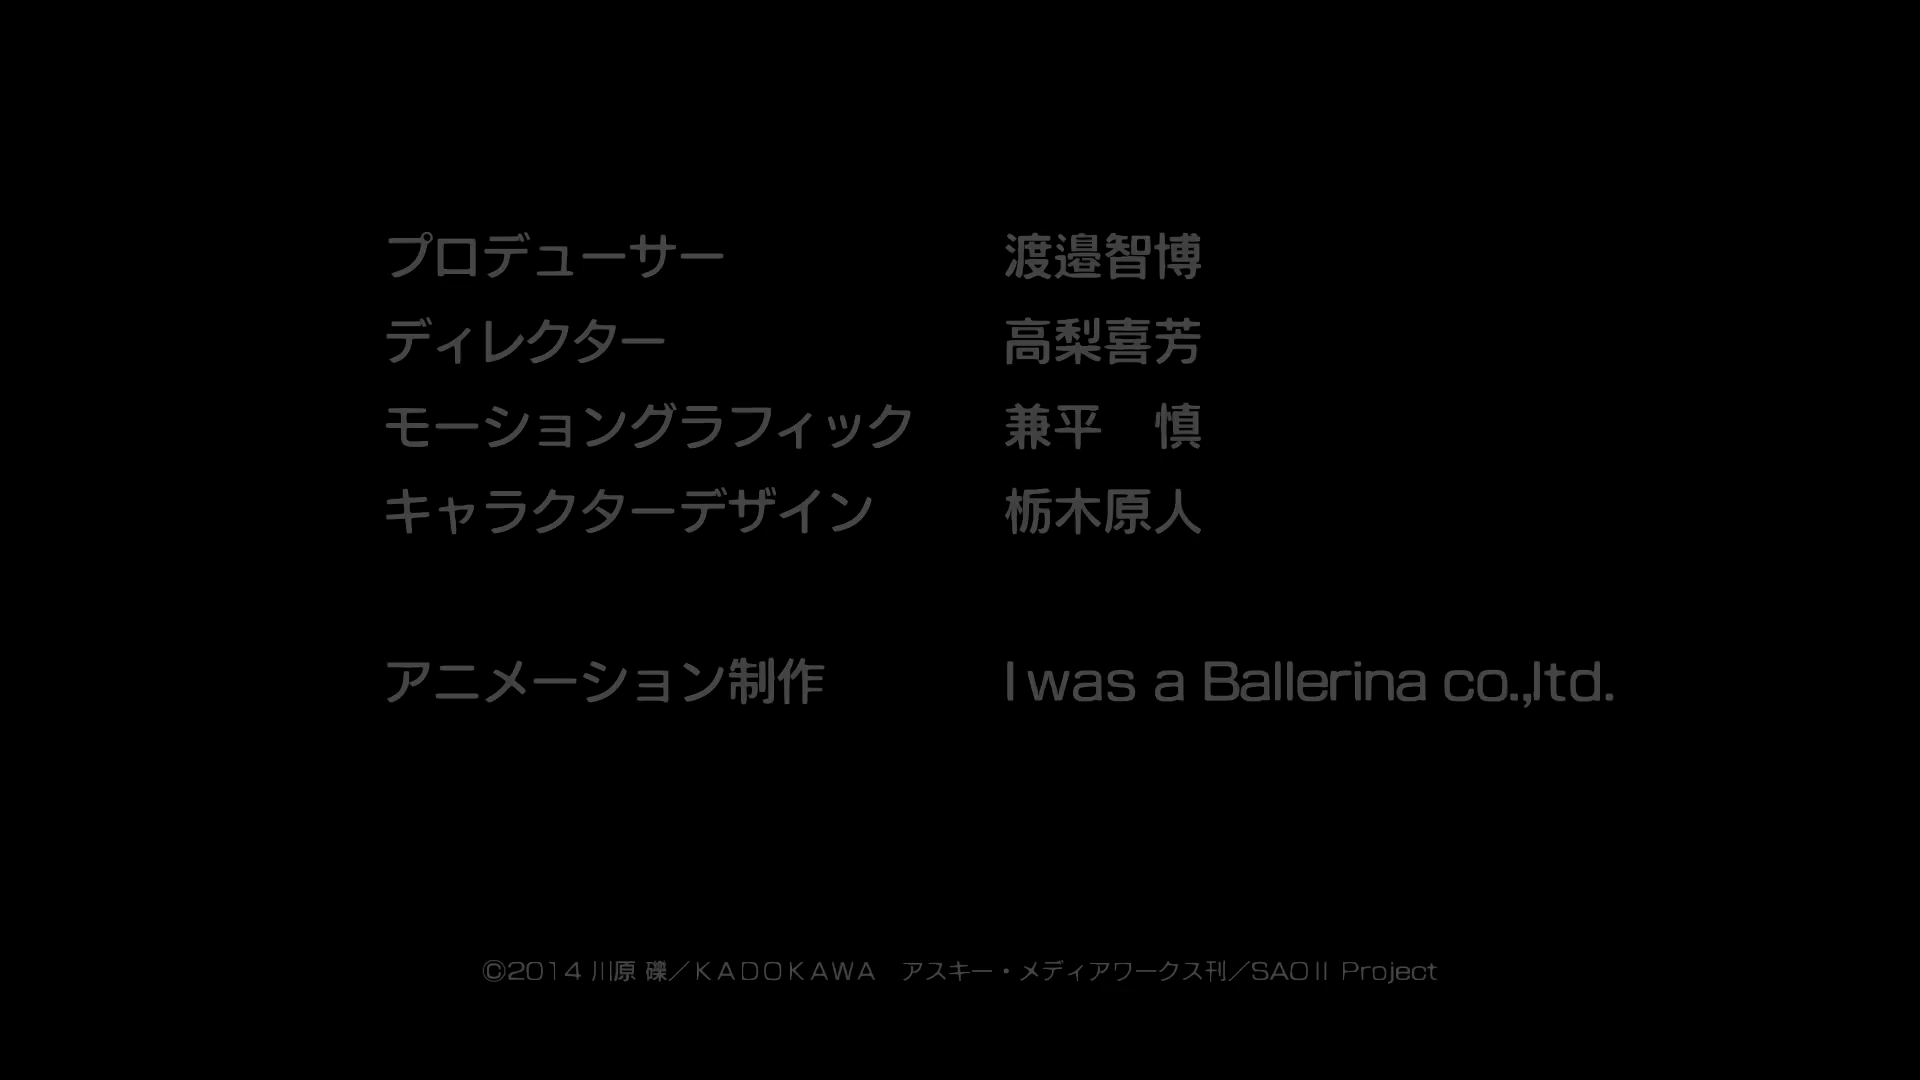 プロデューサー　渡邉智博
ディレクター　高梨喜芳
モーショングラフィック　兼平　慎
キャラクターデザイン　栃木原人
アニメーション制作　I was a Ballerina co.,ltd.
©2014 川原 礫／ＫＡＤＯＫＡＷＡ　アスキー・メディアワークス刊／SAOⅡ Project